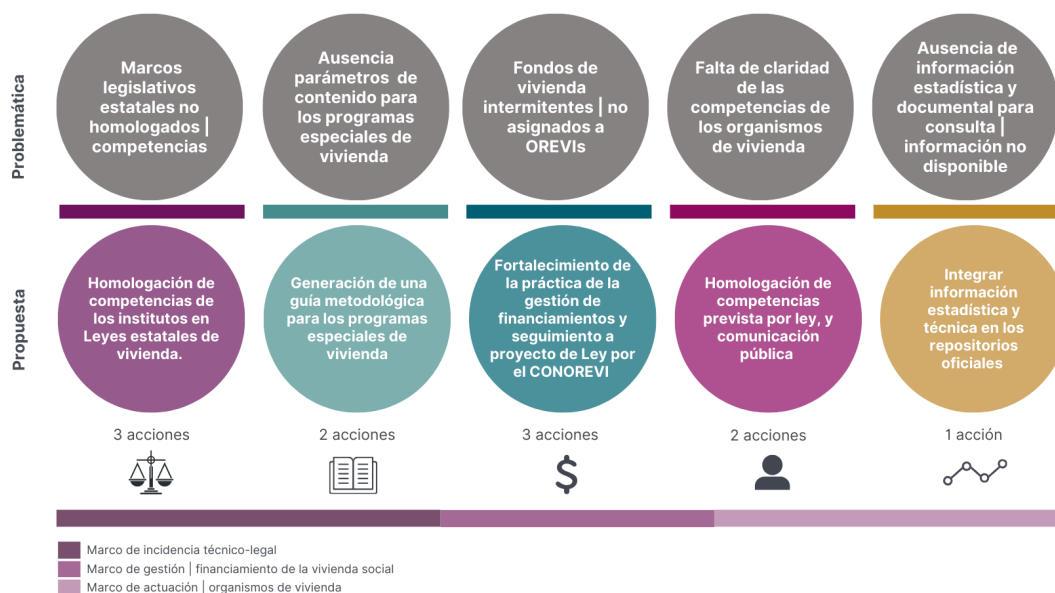 Problemática
Marcos
legislativos
estatales no
homologados |
competencias
Ausencia
parámetros de
contenido para
los programas
especiales de
vivienda
Fondos de
vivienda
intermitentes | no
asignados a
OREVIs
Falta de claridad
de las
competencias de
los organismos
de vivienda
Ausencia de
información
estadística y
documental para
consulta |
información no
disponible
Propuesta
Homologación de
competencias de
los institutos en
Leyes estatales de
vivienda.
Generación de una
guía metodológica
para los programas
especiales de
vivienda
Fortalecimiento de
la práctica de la
gestión de
financiamientos y
seguimiento a
proyecto de Ley por
el CONOREVI
Homologación de
competencias
prevista por ley, y
comunicación
pública
Integrar
información
estadística y
técnica en los
repositorios
oficiales
3 acciones
2 acciones
3 acciones
2 acciones
1 acción
$
Marco de incidencia técnico-legal
Marco de gestión | financiamiento de la vivienda social
Marco de actuación | organismos de vivienda